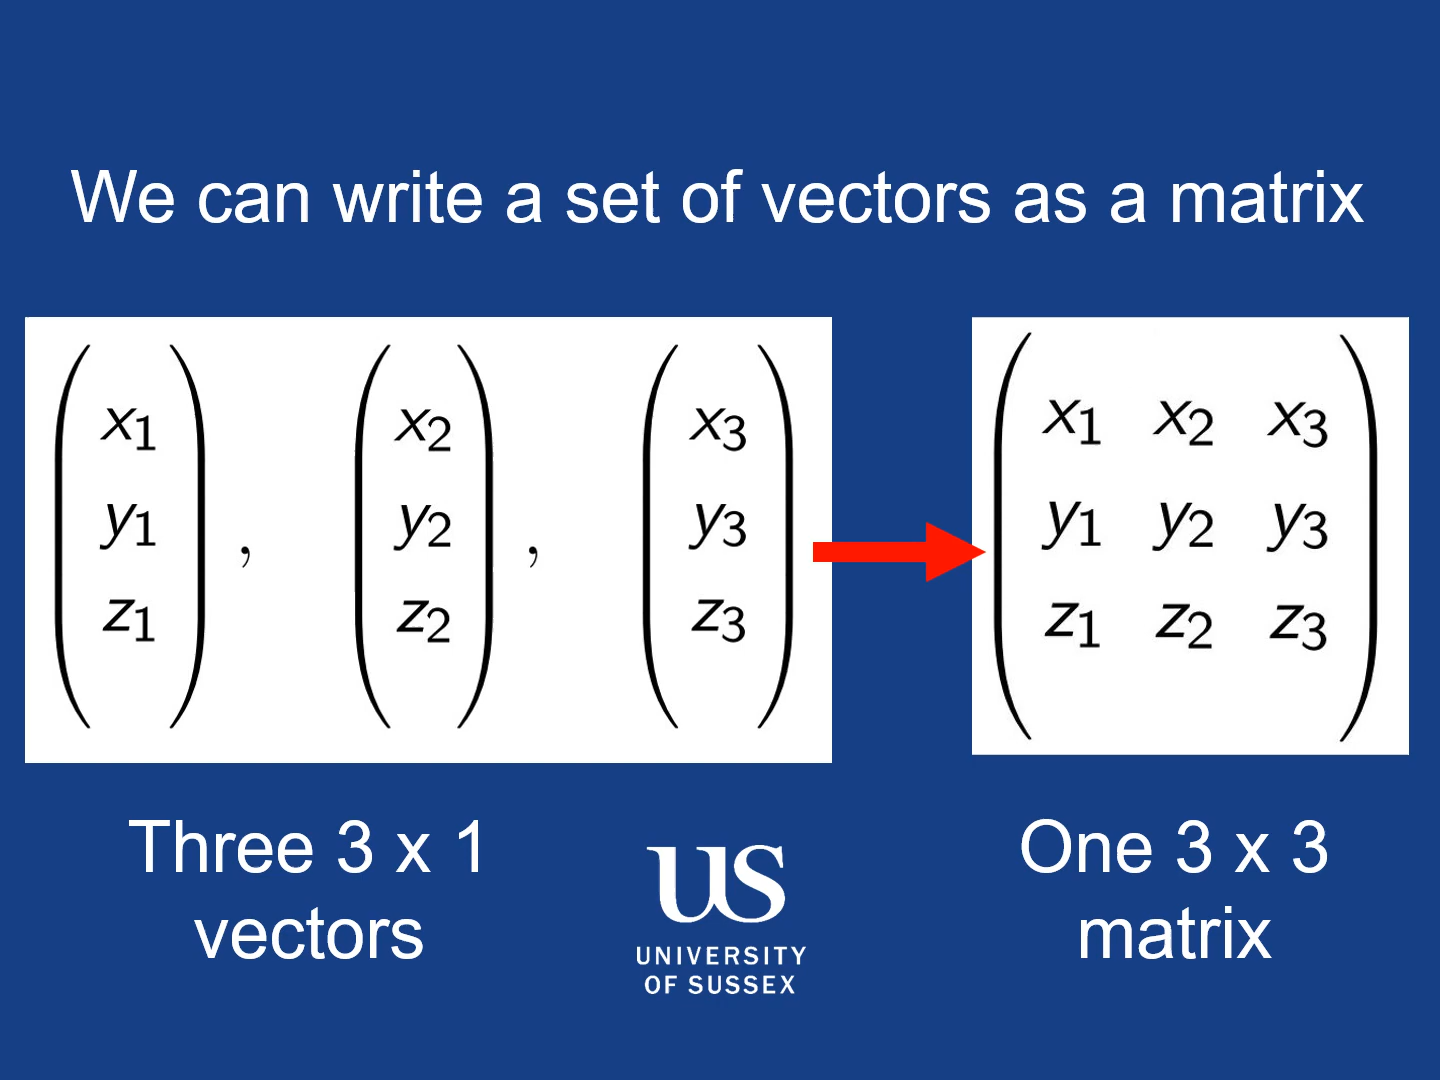 We can write a set of vectors as a matrix
x1 x2 x3 x1 x2 x3
y1 , y2 , y3 y1 y2 y3
z1 z2 z3 z1 z2 z3
Three 3 x 1
vectors
us
UNIVERSITY
OF SUSSEX
One 3 x 3
matrix